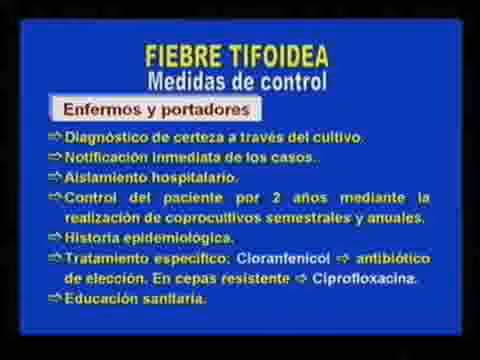 FIEBRE TIFOIDEA
Medidas de control
Enfermos y portadores
⇨Diagnóstico de certeza a través del cultivo.
⇨Notificación inmediata de los casos.
⇨Aislamiento hospitalario.
⇨Control del paciente por 2 años mediante la
realización de coprocultivos semestrales y anuales.
⇨Historia epidemiológica.
⇨Tratamiento específico: Cloranfenicol ⇨ antibiótico
de elección. En cepas resistente ⇨ Ciprofloxacina.
⇨Educación sanitaria.